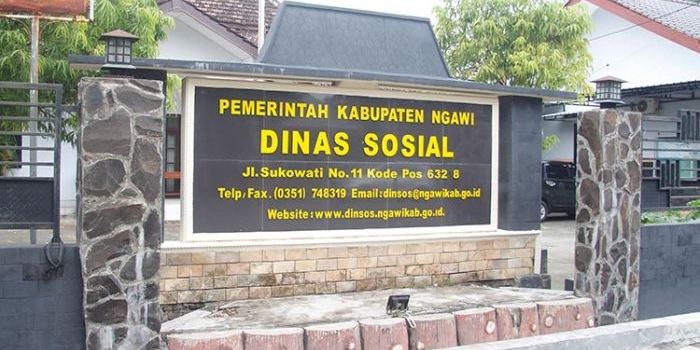 PEMERINTAH KABUPATEN NGAWI
DINAS SOSIAL
Jl.Sukowati No.11 Kode Pos 632 8
Telp/Fax. (0351) 748319 Email:dinsos@ngawikab.go.id
Website:www.dinsos.ngawikab.go.id.